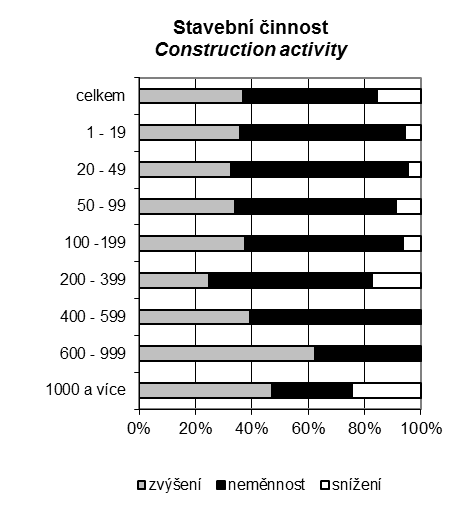 Stavební činnost
Construction activity
celkem
1 - 19
20 - 49
50 - 99
100 -199
200 - 399
400 - 599
600 - 999
1000 a více
0% 20% 40% 60% 80% 100%
zvýšení neměnnost snížení